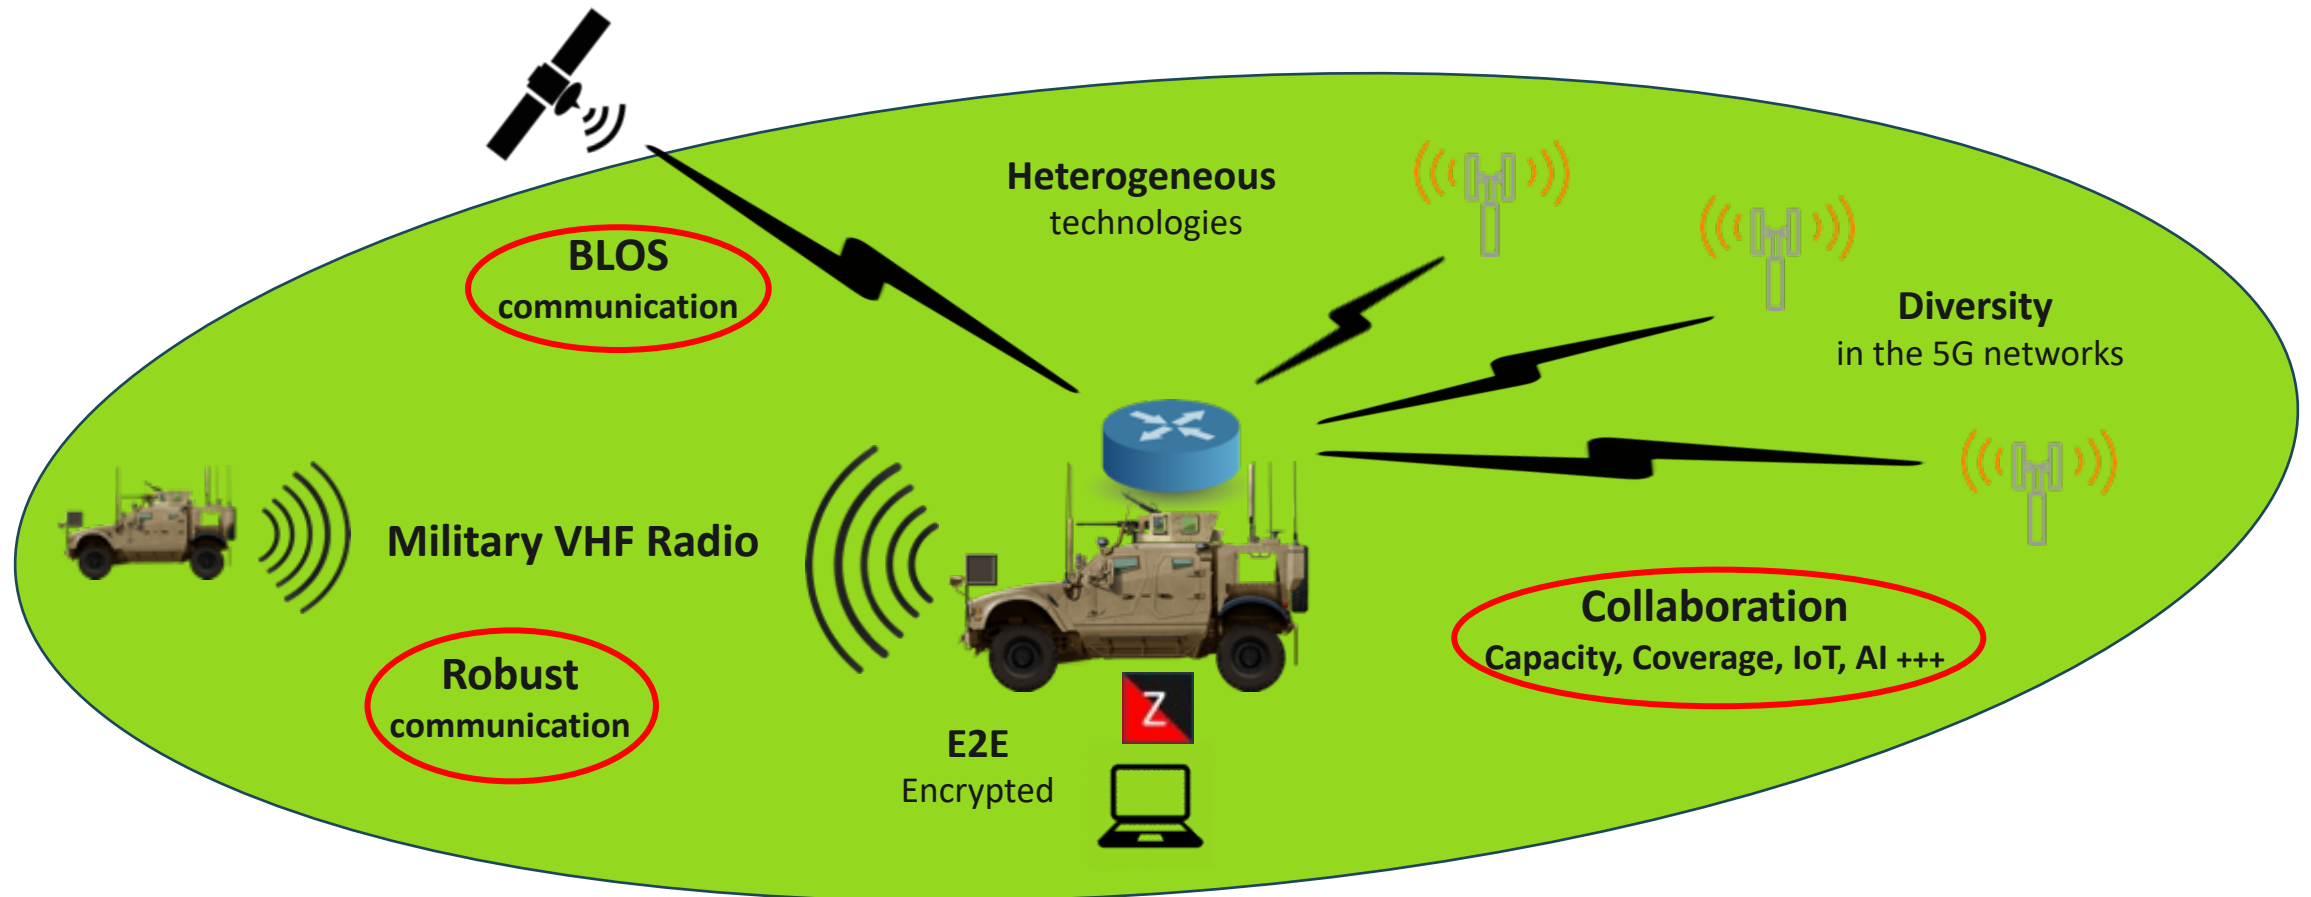 Heterogeneous
technologies
BLOS
communication
Diversity
in the 5G networks
Military VHF Radio
Collaboration
Capacity, Coverage, IoT, AI +++
Robust
communication
Z
E2E
Encrypted